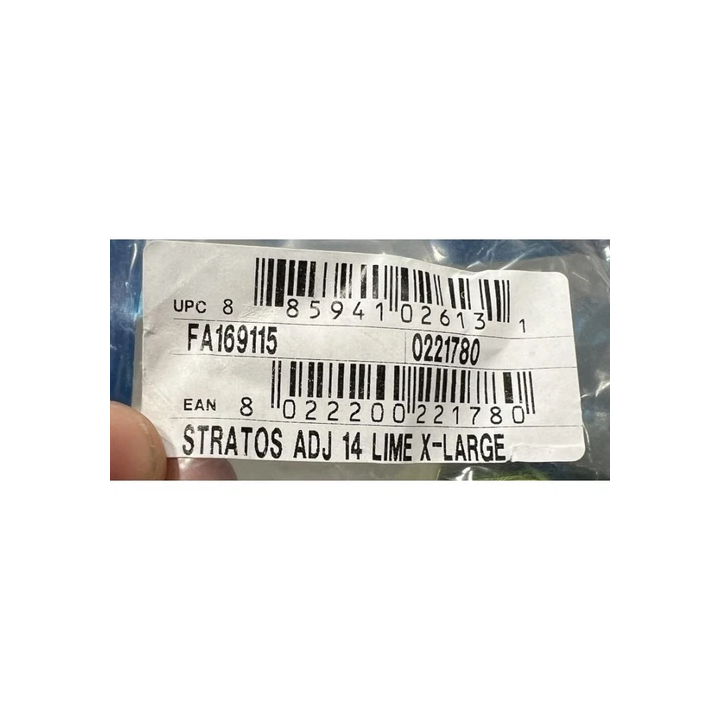 UPC 8 85941 02613 1
FA169115 0221780
EAN 8 022200 221780
STRATOS ADJ 14 LIME X-LARGE